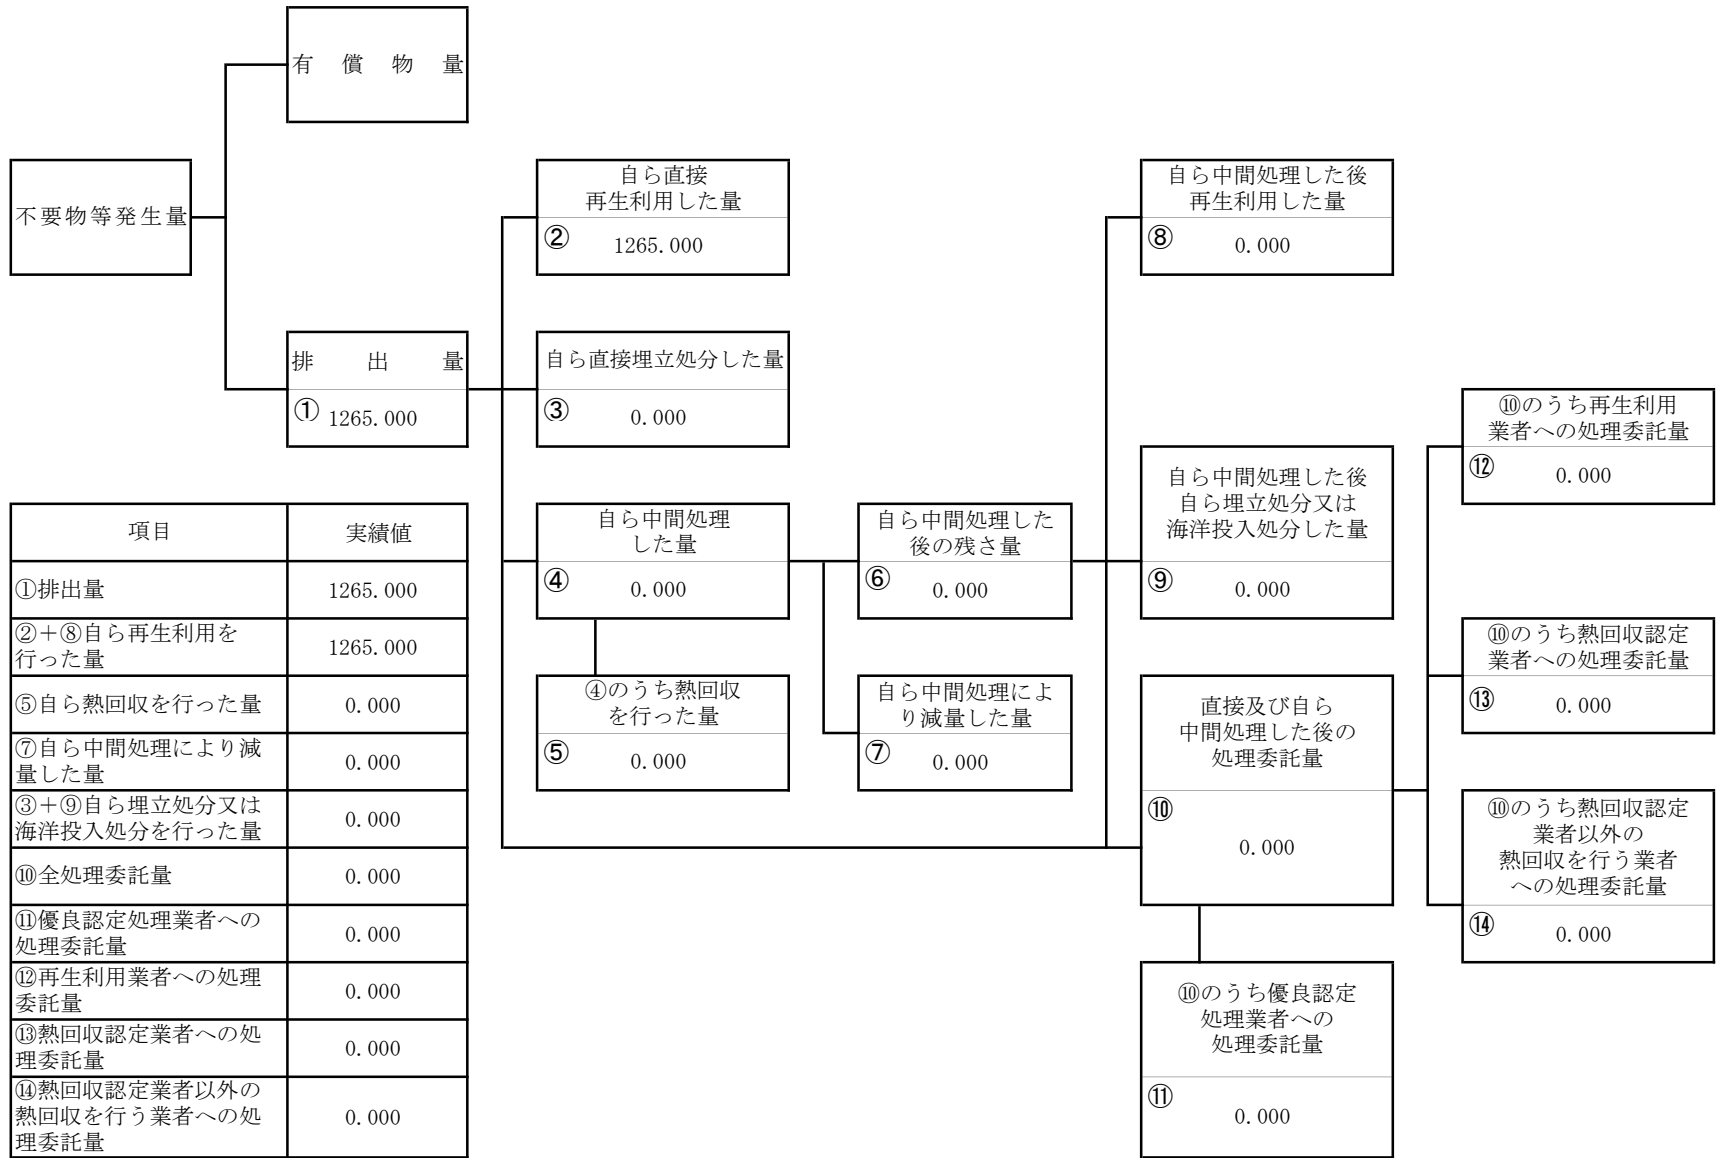 有償物量
不要物等発生量
自ら直接
再生利用した量
②
1265.000
自ら中間処理した後
再生利用した量
⑧
0.000
排出量
①
1265.000
自ら直接埋立処分した量
③
0.000
⑩のうち再生利用
業者への処理委託量
⑫
0.000
自ら中間処理した後
自ら埋立処分又は
海洋投入処分した量
⑨
0.000
自ら中間処理
した量
④
0.000
自ら中間処理した
後の残さ量
⑥
0.000
⑩のうち熱回収認定
業者への処理委託量
⑬
0.000
④のうち熱回収
を行った量
⑤
0.000
自ら中間処理によ
り減量した量
⑦
0.000
直接及び自ら
中間処理した後の
処理委託量
⑩
0.000
⑩のうち熱回収認定
業者以外の
熱回収を行う業者
への処理委託量
⑭
0.000
⑩のうち優良認定
処理業者への
処理委託量
⑪
0.000
項目 実績値
①排出量 1265.000
②+⑧自ら再生利用を
行った量
1265.000
⑤自ら熱回収を行った量 0.000
⑦自ら中間処理により減
量した量
0.000
③+⑨自ら埋立処分又は
海洋投入処分を行った量
0.000
⑩全処理委託量 0.000
⑪優良認定処理業者への
処理委託量
0.000
⑫再生利用業者への処理
委託量
0.000
⑬熱回収認定業者への処
理委託量
0.000
⑭熱回収認定業者以外の
熱回収を行う業者への処
理委託量
0.000